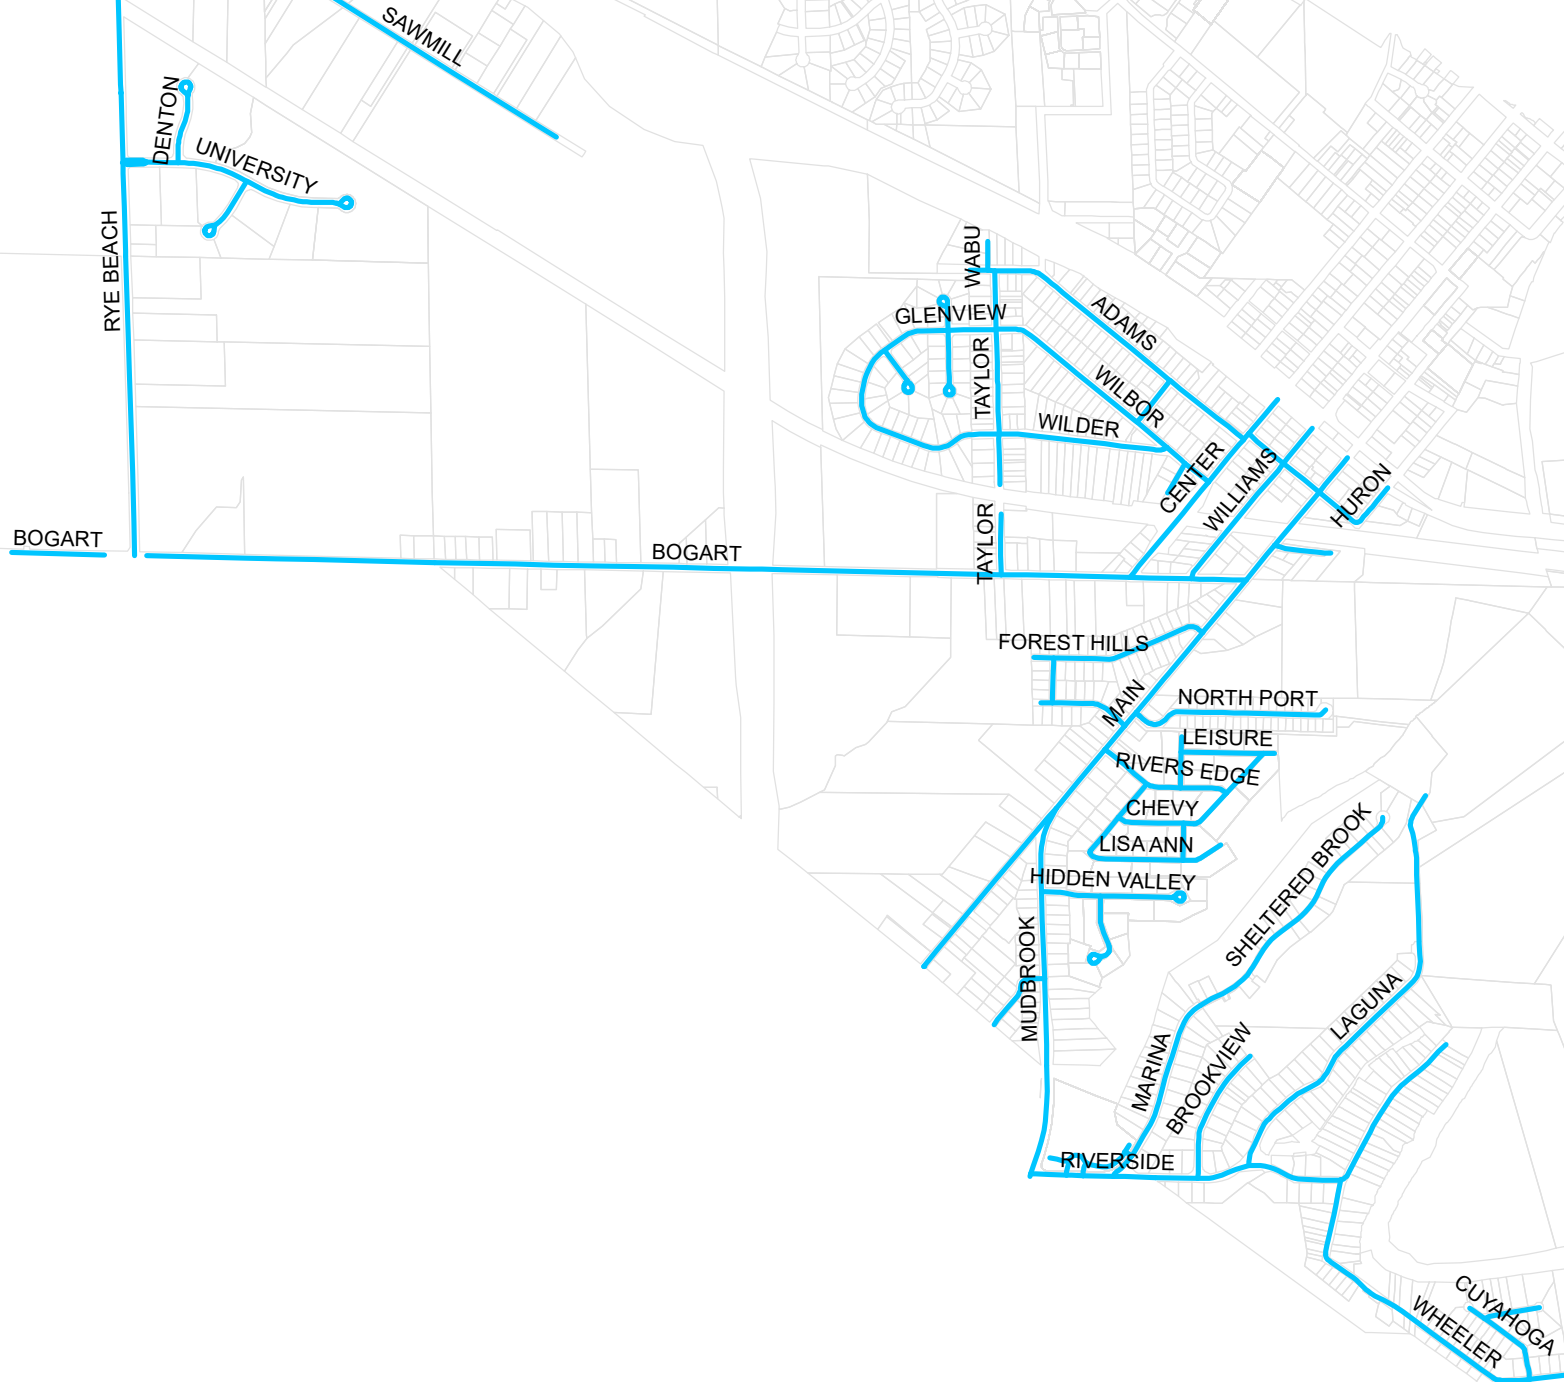 SAWMILL
DENTON
UNIVERSITY
RYE BEACH
WABU
GLENVIEW
ADAMS
TAYLOR
WILBOR
WILDER
CENTER
WILLIAMS
HURON
BOGART
BOGART
TAYLOR
FOREST HILLS
MAIN
NORTH PORT
LEISURE
RIVERS EDGE
CHEVY
LISA ANN
HIDDEN VALLEY
SHELTERED BROOK
MUDBROOK
LAGUNA
MARINA
BROOKVIEW
RIVERSIDE
CUYAHOGA
WHEELER